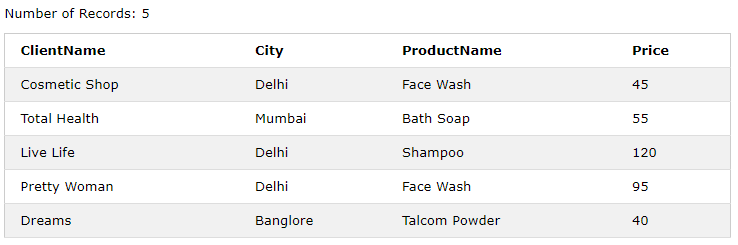 Number of Records: 5
ClientName City ProductName Price
Cosmetic Shop Delhi Face Wash 45
Total Health Mumbai Bath Soap 55
Live Life Delhi Shampoo 120
Pretty Woman Delhi Face Wash 95
Dreams Banglore Talcom Powder 40